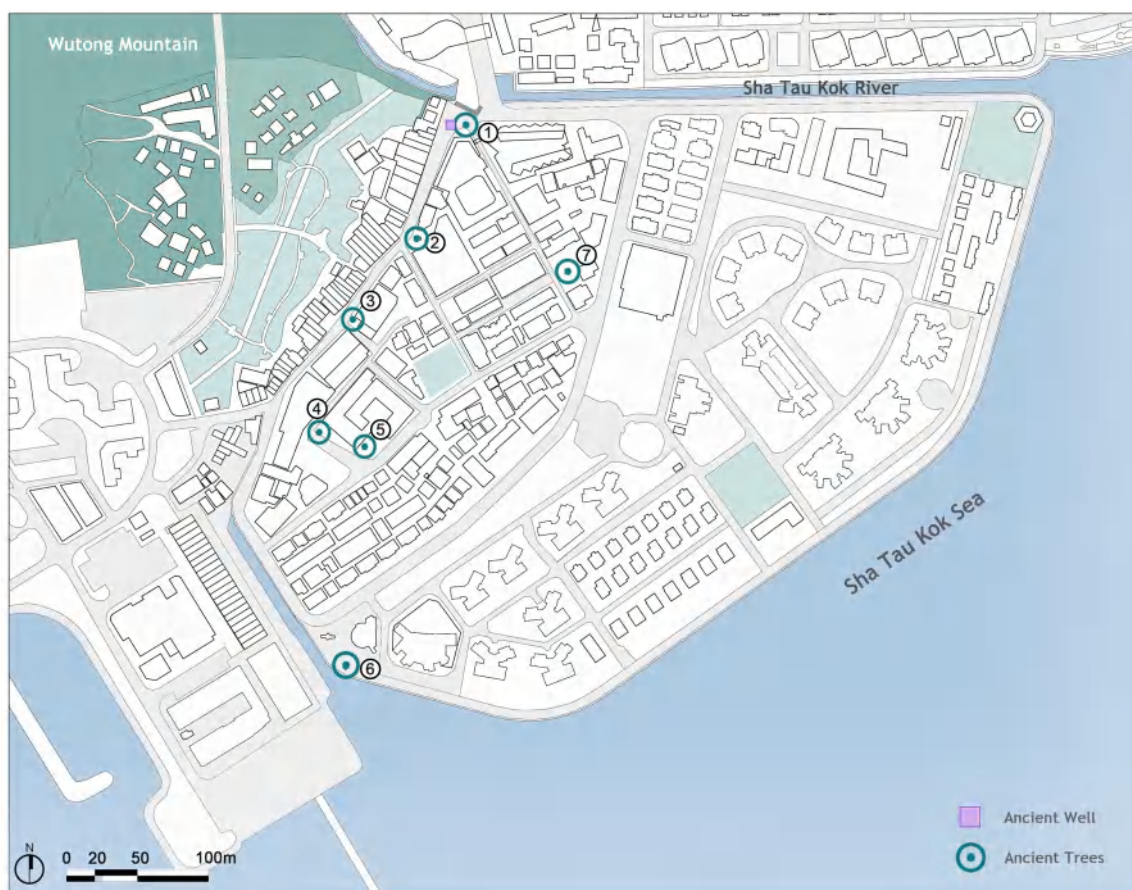 Wutong Mountain
Sha Tau Kok River
①
②
⑦
③
④
⑤
Sha Tau Kok Sea
⑥
Ancient Well
N
0 20 50 100m
Ancient Trees